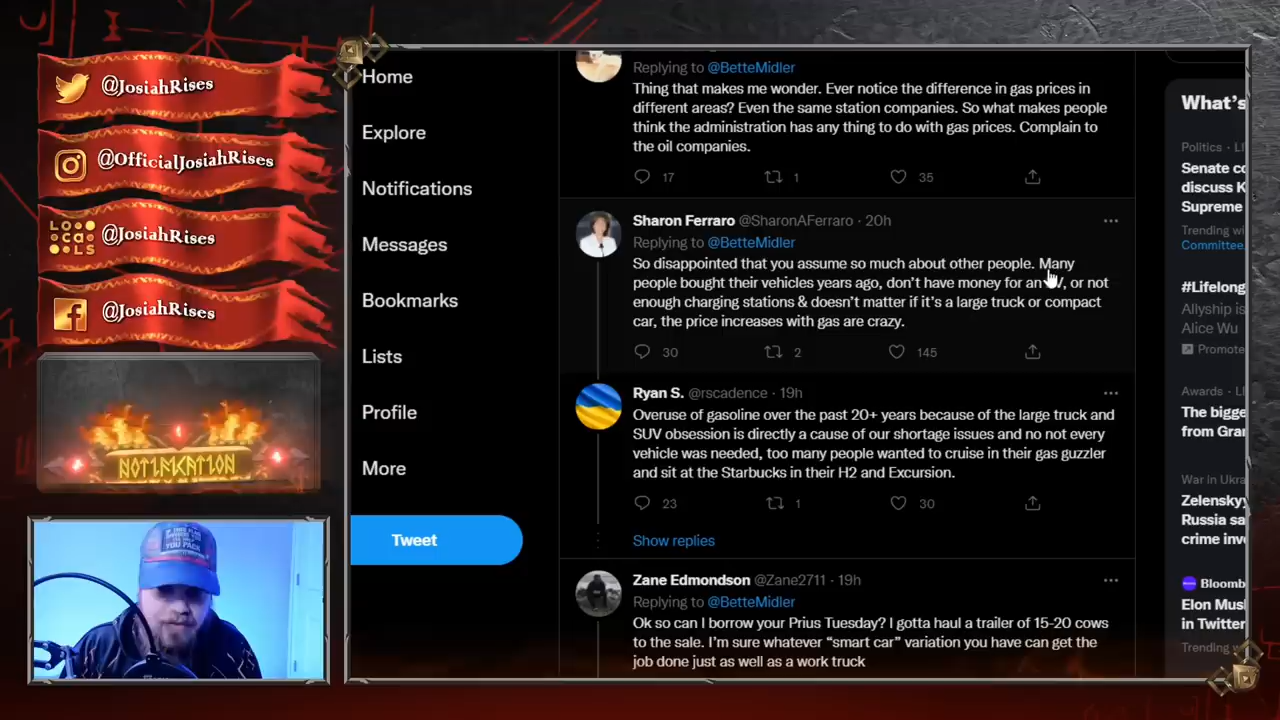 @JosiahRises
@OfficialJosiahRises
LOCALS
@JosiahRises
@JosiahRises
NOTIFICATION
YOU PACK
Home
Explore
Notifications
Messages
Bookmarks
Lists
Profile
More
Tweet
Replying to @BetteMidler
Thing that makes me wonder. Ever notice the difference in gas prices in
different areas? Even the same station companies. So what makes people
think the administration has any thing to do with gas prices. Complain to
the oil companies.
17 1 35
Sharon Ferraro @SharonAFerraro · 20h
Replying to @BetteMidler
So disappointed that you assume so much about other people. Many
people bought their vehicles years ago, don't have money for an V, or not
enough charging stations & doesn't matter if it's a large truck or compact
car, the price increases with gas are crazy.
30 2 145
Ryan S. @rscadence · 19h
Overuse of gasoline over the past 20+ years because of the large truck and
SUV obsession is directly a cause of our shortage issues and no not every
vehicle was needed, too many people wanted to cruise in their gas guzzler
and sit at the Starbucks in their H2 and Excursion.
23 1 30
Show replies
Zane Edmondson @Zane2711 · 19h
Replying to @BetteMidler
Ok so can I borrow your Prius Tuesday? I gotta haul a trailer of 15-20 cows
to the sale. I'm sure whatever “smart car” variation you have can get the
job done just as well as a work truck
What's
Politics · Li
Senate co
discuss K
Supreme
Trending wi
Committee,
#Lifelong
Allyship is
Alice Wu
Promote
Awards · L
The bigge
from Gra
War in Ukra
Zelenskyy
Russia sa
crime inv
Bloomb
Elon Musl
in Twitter
Trending w